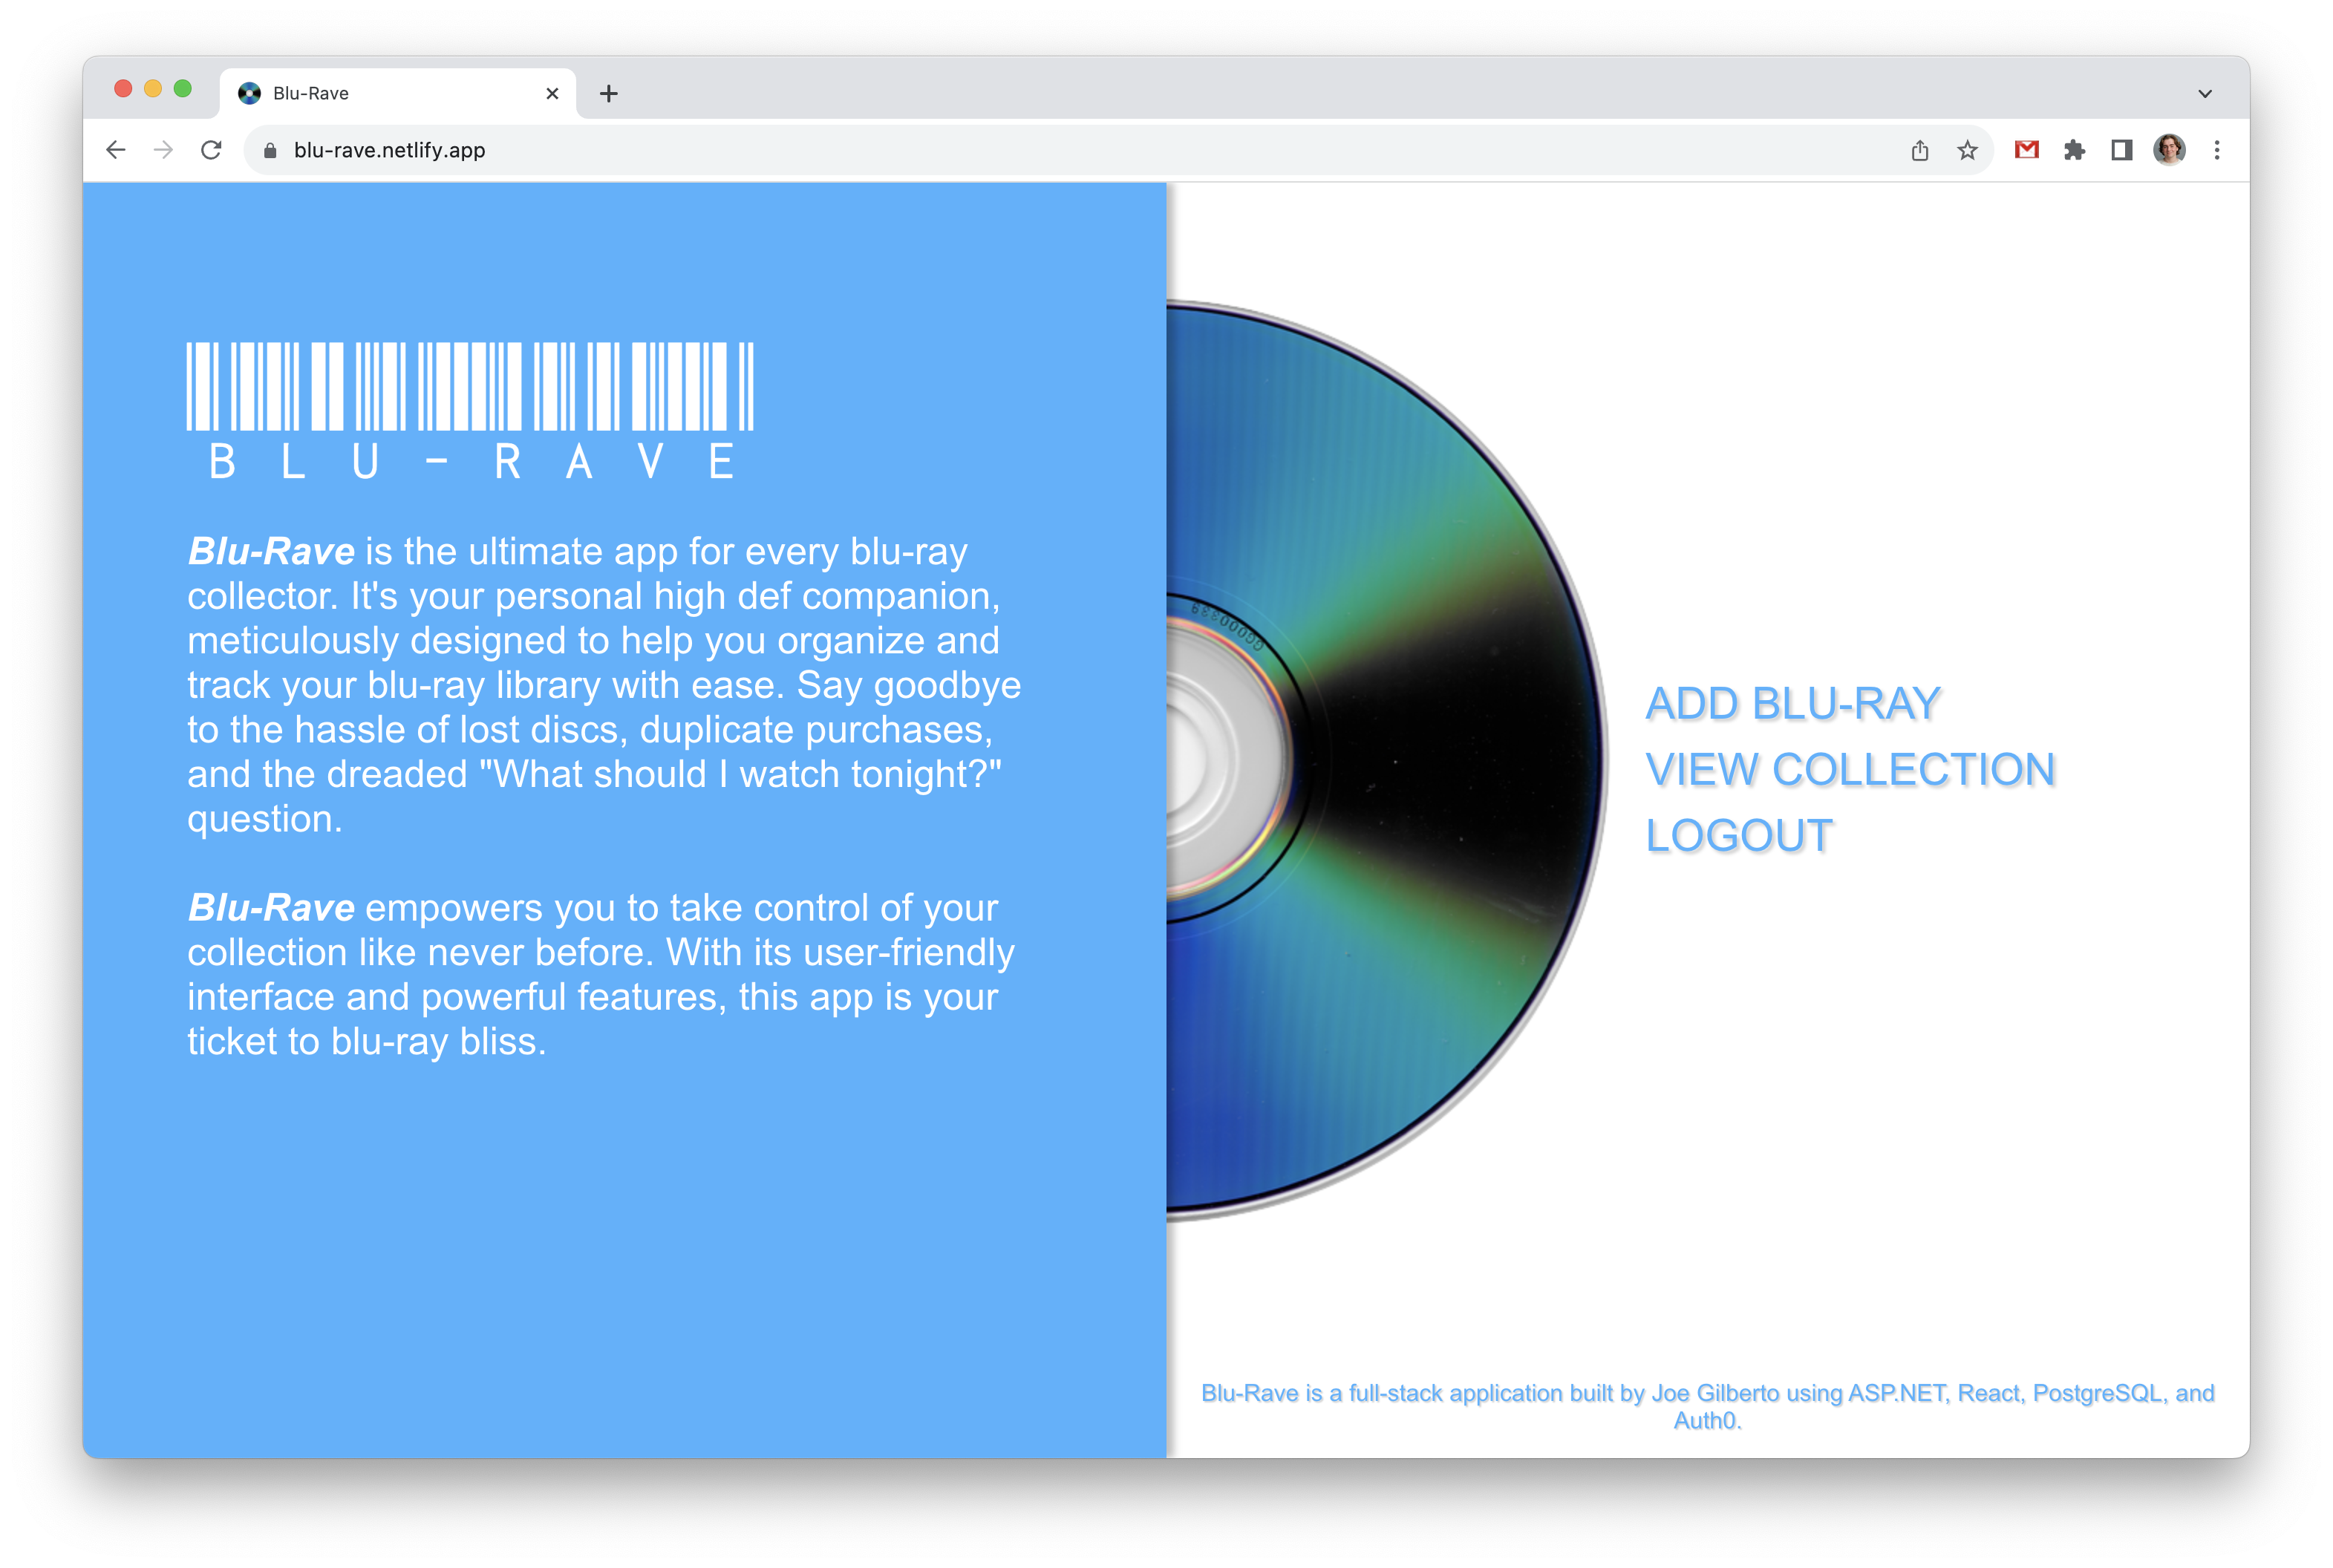 Blu-Rave
blu-rave.netlify.app
BLU-RAVE
Blu-Rave is the ultimate app for every blu-ray
collector. It's your personal high def companion,
meticulously designed to help you organize and
track your blu-ray library with ease. Say goodbye
to the hassle of lost discs, duplicate purchases,
and the dreaded "What should I watch tonight?"
question.
Blu-Rave empowers you to take control of your
collection like never before. With its user-friendly
interface and powerful features, this app is your
ticket to blu-ray bliss.
ADD BLU-RAY
VIEW COLLECTION
LOGOUT
Blu-Rave is a full-stack application built by Joe Gilberto using ASP.NET, React, PostgreSQL, and
Auth0.